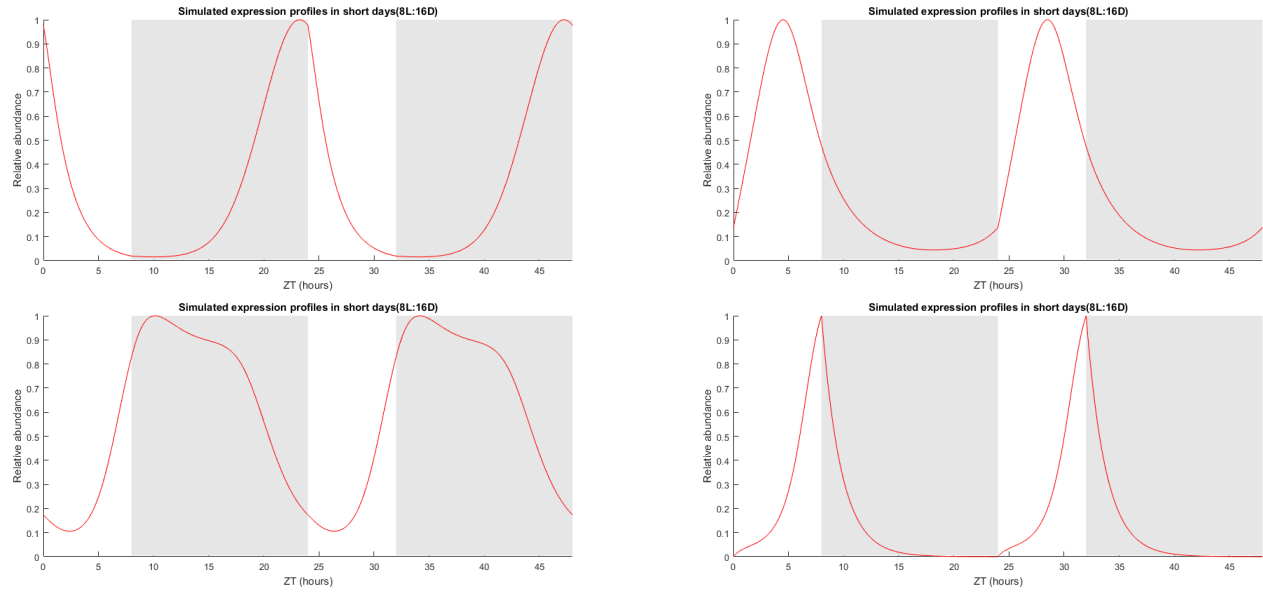 Simulated expression profiles in short days(8L:16D)
Relative abundance
1
0.9
0.8
0.7
0.6
0.5
0.4
0.3
0.2
0.1
0
0 5 10 15 20 25 30 35 40 45
ZT (hours)
Simulated expression profiles in short days(8L:16D)
Relative abundance
1
0.9
0.8
0.7
0.6
0.5
0.4
0.3
0.2
0.1
0
0 5 10 15 20 25 30 35 40 45
ZT (hours)
Simulated expression profiles in short days(8L:16D)
Relative abundance
1
0.9
0.8
0.7
0.6
0.5
0.4
0.3
0.2
0.1
0
0 5 10 15 20 25 30 35 40 45
ZT (hours)
Simulated expression profiles in short days(8L:16D)
Relative abundance
1
0.9
0.8
0.7
0.6
0.5
0.4
0.3
0.2
0.1
0
0 5 10 15 20 25 30 35 40 45
ZT (hours)